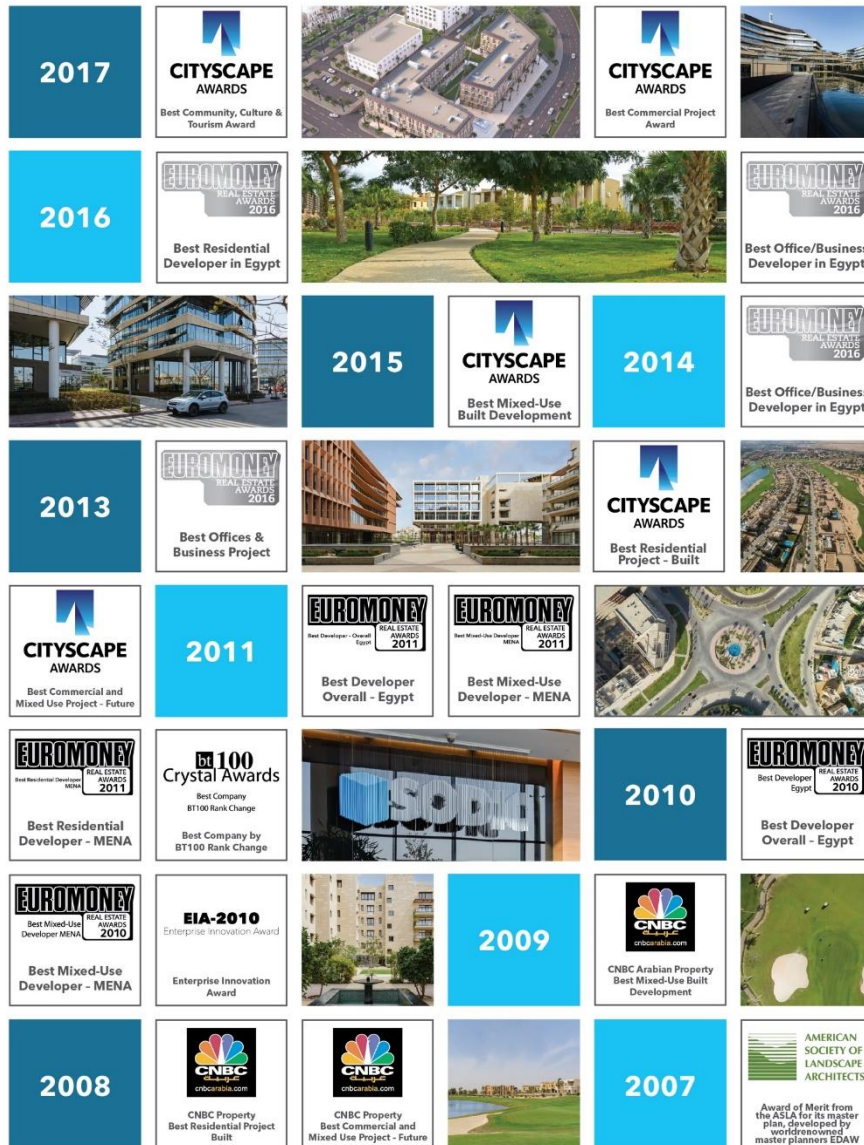 2017
CITYSCAPE
AWARDS
Best Community, Culture &
Tourism Award
CITYSCAPE
AWARDS
Best Commercial Project
Award
2016
EUROMONEY
REAL ESTATE
AWARDS
2016
Best Residential
Developer in Egypt
EUROMONEY
REAL ESTATE
AWARDS
2016
Best Office/Business
Developer in Egypt
2015
CITYSCAPE
AWARDS
Best Mixed-Use
Built Development
2014
EUROMONEY
REAL ESTATE
AWARDS
2016
Best Office/Business
Developer in Egypt
2013
EUROMONEY
REAL ESTATE
AWARDS
2016
Best Offices &
Business Project
CITYSCAPE
AWARDS
Best Residential
Project - Built
CITYSCAPE
AWARDS
Best Commercial and
Mixed Use Project - Future
2011
EUROMONEY
Best Developer - Overall
Egypt
REAL ESTATE
AWARDS
2011
Best Developer
Overall - Egypt
EUROMONEY
Best Mixed-Use Developer
MENA
REAL ESTATE
AWARDS
2011
Best Mixed-Use
Developer - MENA
EUROMONEY
Best Residential Developer
MENA
REAL ESTATE
AWARDS
2011
Best Residential
Developer - MENA
bt 100
Crystal Awards
Best Company
BT100 Rank Change
Best Company by
BT100 Rank Change
SODIC
2010
EUROMONEY
Best Developer
Egypt
REAL ESTATE
AWARDS
2010
Best Developer
Overall - Egypt
EUROMONEY
Best Mixed-Use
Developer MENA
REAL ESTATE
AWARDS
2010
Best Mixed-Use
Developer - MENA
EIA-2010
Enterprise Innovation Award
Enterprise Innovation
Award
2009
CNBC
عربية
cnbcarabia.com
CNBC Arabian Property
Best Mixed-Use Built
Development
2008
CNBC
عربية
cnbcarabia.com
CNBC Property
Best Residential Project
Built
CNBC
عربية
cnbcarabia.com
CNBC Property
Best Commercial and
Mixed Use Project - Future
2007
AMERICAN
SOCIETY OF
LANDSCAPE
ARCHITECTS
Award of Merit from
the ASLA for its master
plan, developed by
worldrenowned
master planners EDAW